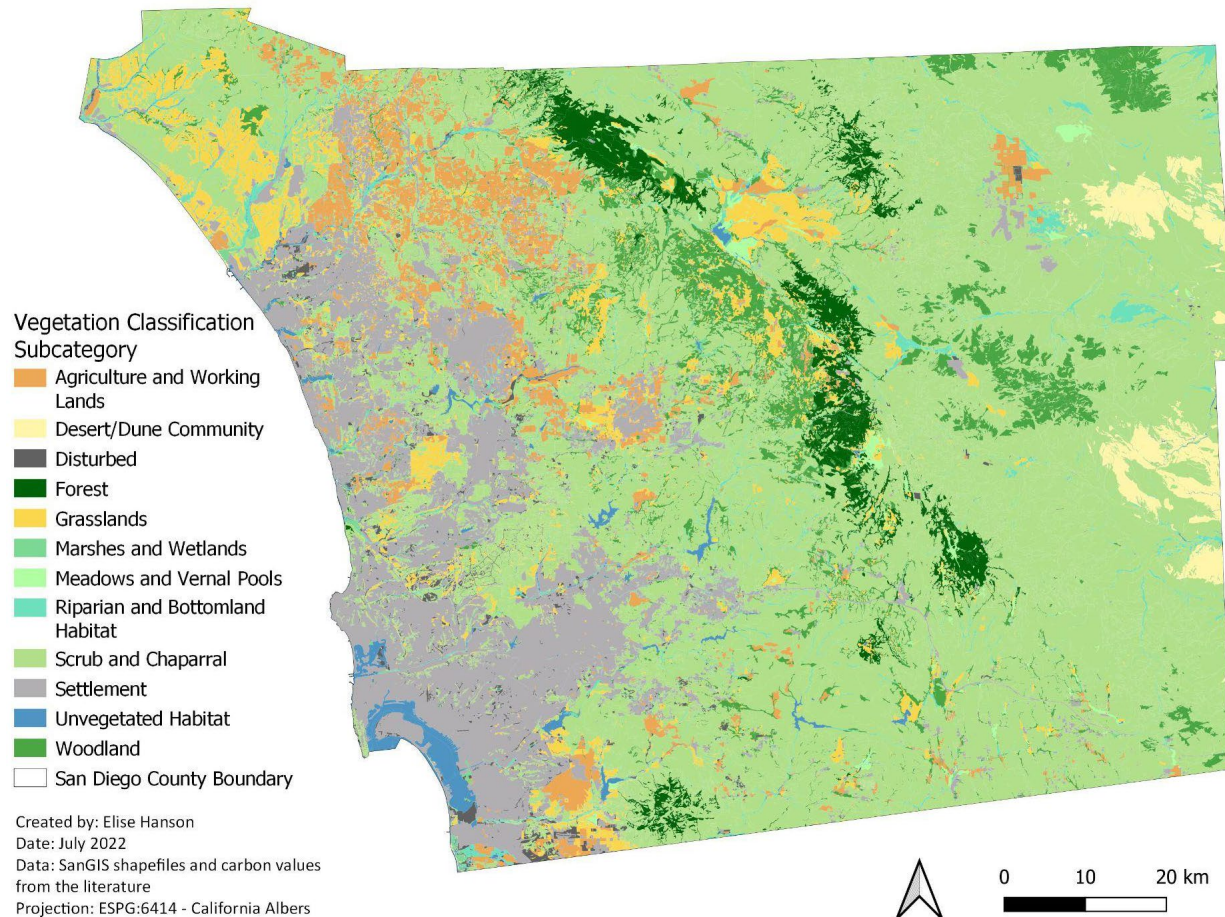 Vegetation Classification
Subcategory
Agriculture and Working
Lands
Desert/Dune Community
Disturbed
Forest
Grasslands
Marshes and Wetlands
Meadows and Vernal Pools
Riparian and Bottomland
Habitat
Scrub and Chaparral
Settlement
Unvegetated Habitat
Woodland
San Diego County Boundary
Created by: Elise Hanson
Date: July 2022
Data: SanGIS shapefiles and carbon values
from the literature
Projection: ESPG:6414 - California Albers
0 10 20 km